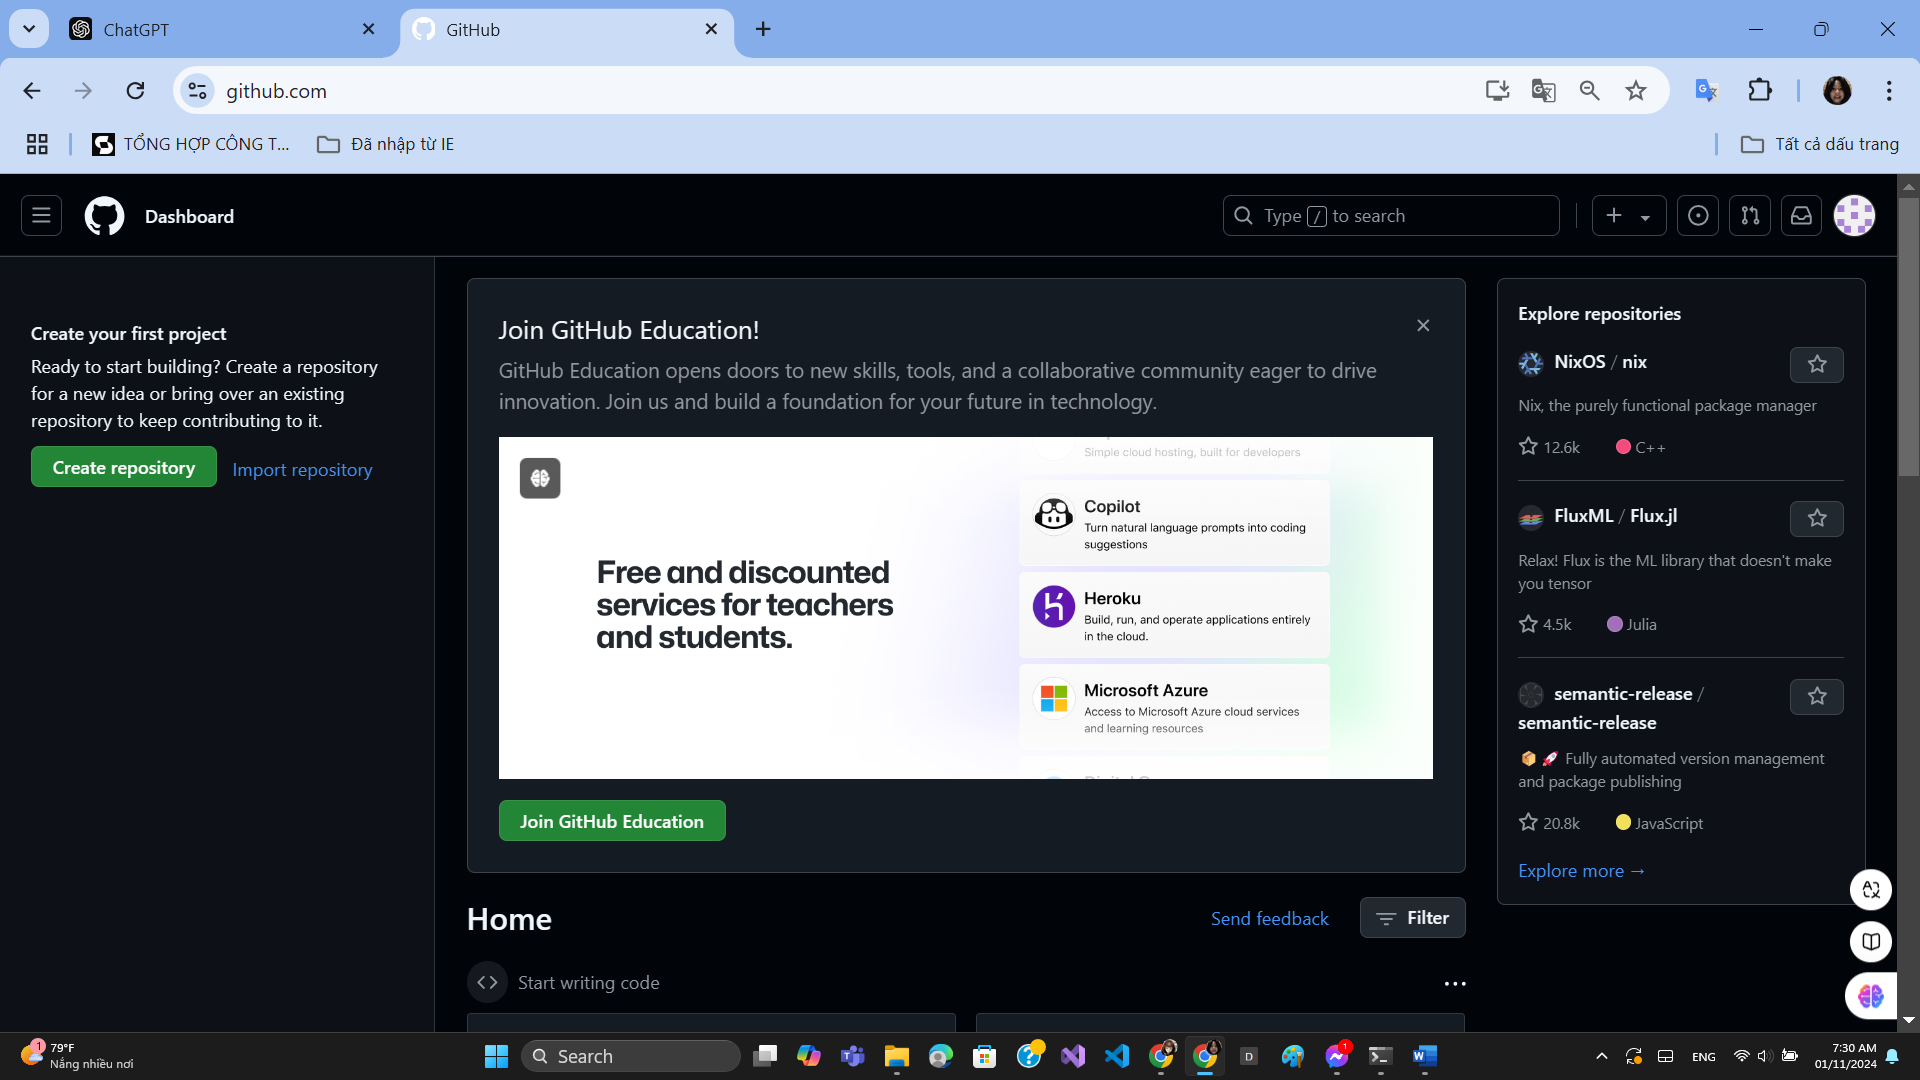 ChatGPT
GitHub
github.com
TỔNG HỢP CÔNG T...
Đã nhập từ IE
Tất cả dấu trang
Dashboard
Type / to search
Create your first project
Ready to start building? Create a repository
for a new idea or bring over an existing
repository to keep contributing to it.
Create repository
Import repository
Join GitHub Education!
GitHub Education opens doors to new skills, tools, and a collaborative community eager to drive
innovation. Join us and build a foundation for your future in technology.
Free and discounted
services for teachers
and students.
Simple cloud hosting, built for developers
Copilot
Turn natural language prompts into coding
suggestions
Heroku
Build, run, and operate applications entirely
in the cloud.
Microsoft Azure
Access to Microsoft Azure cloud services
and learning resources
Join GitHub Education
Home
Send feedback
Filter
Start writing code
Explore repositories
NixOS / nix
Nix, the purely functional package manager
12.6k
C++
FluxML / Flux.jl
Relax! Flux is the ML library that doesn't make
you tensor
4.5k
Julia
semantic-release /
semantic-release
📦🚀 Fully automated version management
and package publishing
20.8k
JavaScript
Explore more →
1
79°F
Nắng nhiều nơi
Search
D
1
ENG
7:30 AM
01/11/2024